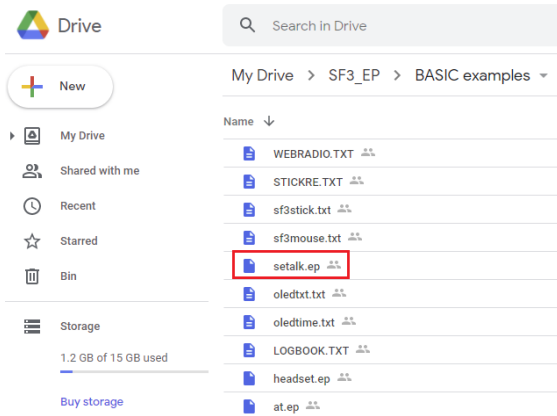 Drive
Search in Drive
New
My Drive > SF3_EP > BASIC examples
Name
My Drive
Shared with me
Recent
Starred
Bin
Storage
1.2 GB of 15 GB used
Buy storage
WEBRADIO.TXT
STICKRE.TXT
sf3stick.txt
sf3mouse.txt
setalk.ep
oledtxt.txt
oledtime.txt
LOGBOOK.TXT
headset.ep
at.ep